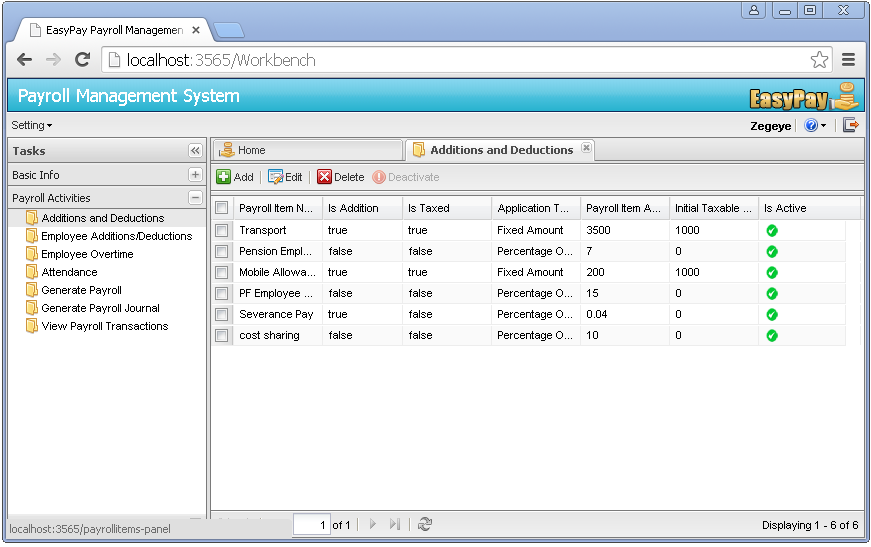 EasyPay Payroll Managemen
localhost:3565/Workbench
Payroll Management System
EasyPay
Setting
Zegeye
Tasks
Basic Info
Payroll Activities
Additions and Deductions
Employee Additions/Deductions
Employee Overtime
Attendance
Generate Payroll
Generate Payroll Journal
View Payroll Transactions
Home
Additions and Deductions
Add Edit Delete Deactivate
Payroll Item N... Is Addition Is Taxed Application T... Payroll Item A... Initial Taxable ... Is Active
Transport true true Fixed Amount 3500 1000
Pension Empl... false false Percentage O... 7 0
Mobile Allowa... true true Fixed Amount 200 1000
PF Employee ... false false Percentage O... 15 0
Severance Pay true false Percentage O... 0.04 0
cost sharing false false Percentage O... 10 0
localhost:3565/payrollitems-panel
1 of 1
Displaying 1 - 6 of 6